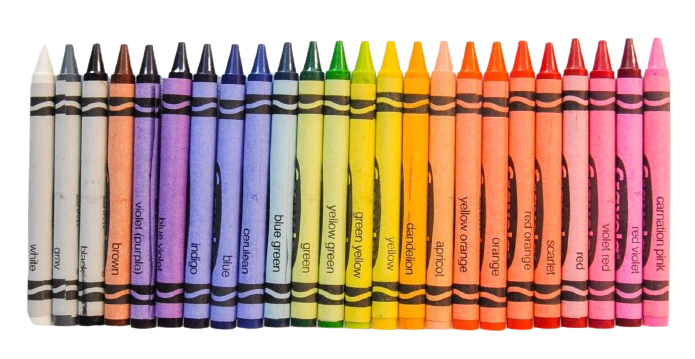 white
gray
black
brown
violet (purple)
blue violet
indigo
blue
cerulean
blue green
green
yellow green
green yellow
yellow
dandelion
apricot
yellow orange
orange
red orange
scarlet
red
violet red
red violet
carnation pink